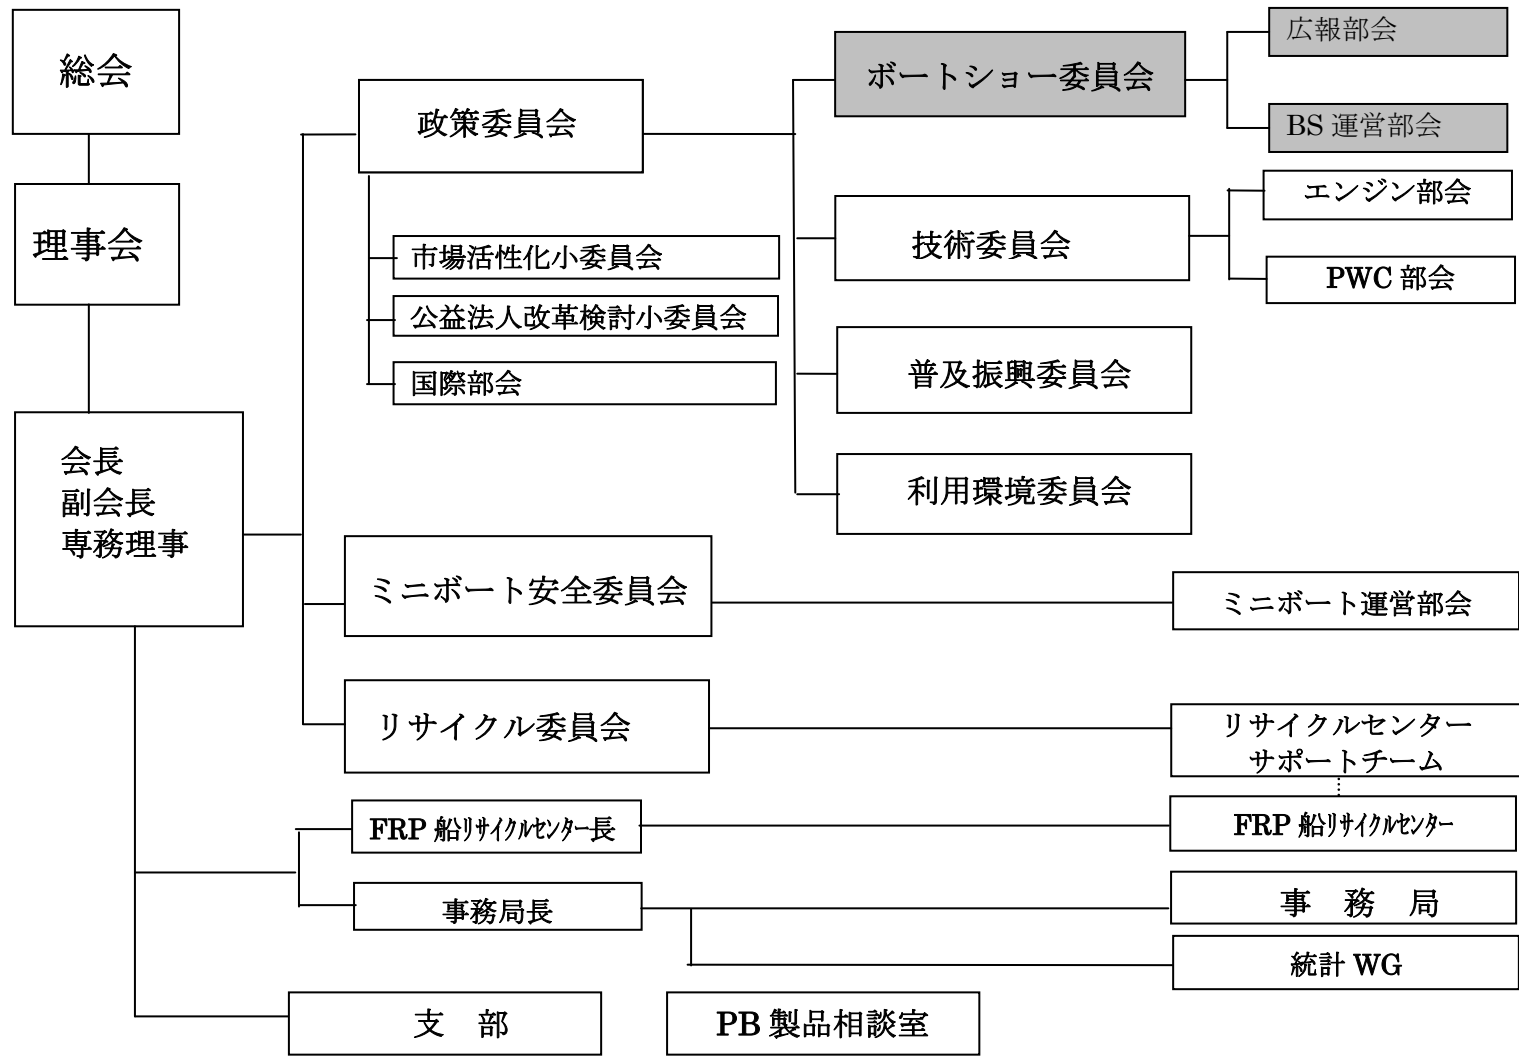 総会
理事会
会長
副会長
専務理事
政策委員会
市場活性化小委員会
公益法人改革検討小委員会
国際部会
ボートショー委員会
広報部会
BS 運営部会
技術委員会
エンジン部会
PWC 部会
普及振興委員会
利用環境委員会
ミニボート安全委員会
ミニボート運営部会
リサイクル委員会
リサイクルセンター
サポートチーム
FRP 船ﾘｻｲｸﾙｾﾝﾀｰ長
FRP 船ﾘｻｲｸﾙｾﾝﾀｰ
事務局長
事　務　局
統計 WG
支　部
PB 製品相談室